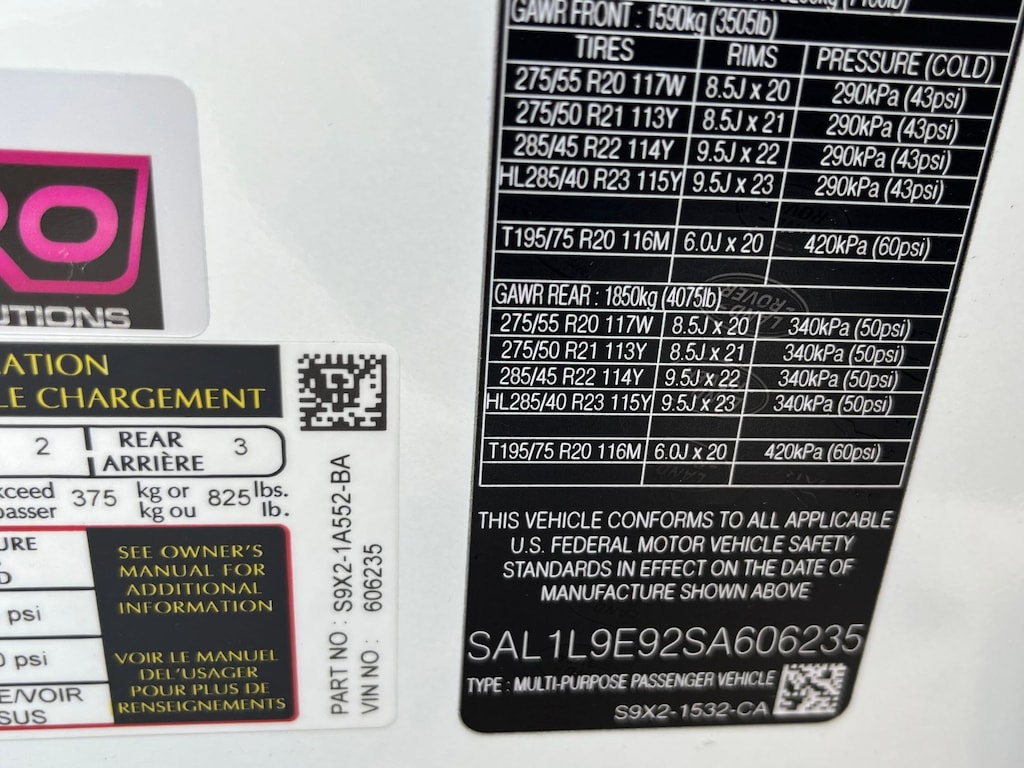 GAWR FRONT : 1590kg (3505lb)
TIRES RIMS PRESSURE (COLD)
275/55 R20 117W 8.5J x 20 290kPa (43psi)
275/50 R21 113Y 8.5J x 21 290kPa (43psi)
285/45 R22 114Y 9.5J x 22 290kPa (43psi)
HL285/40 R23 115Y 9.5J x 23 290kPa (43psi)
T195/75 R20 116M 6.0J x 20 420kPa (60psi)
GAWR REAR : 1850kg (4075lb)
275/55 R20 117W 8.5J x 20 340kPa (50psi)
275/50 R21 113Y 8.5J x 21 340kPa (50psi)
285/45 R22 114Y 9.5J x 22 340kPa (50psi)
HL285/40 R23 115Y 9.5J x 23 340kPa (50psi)
T195/75 R20 116M 6.0J x 20 420kPa (60psi)
THIS VEHICLE CONFORMS TO ALL APPLICABLE
U.S. FEDERAL MOTOR VEHICLE SAFETY
STANDARDS IN EFFECT ON THE DATE OF
MANUFACTURE SHOWN ABOVE
SAL1L9E92SA606235
TYPE : MULTI-PURPOSE PASSENGER VEHICLE
S9X2-1532-CA
RO
UTIONS
ATION
LE CHARGEMENT
2 REAR 3
ARRIÈRE
xceed 375 kg or 825 lbs.
passer kg ou lb.
URE
D
psi
0 psi
E/VOIR
SUS
SEE OWNER'S
MANUAL FOR
ADDITIONAL
INFORMATION
VOIR LE MANUEL
DEL'USAGER
POUR PLUS DE
RENSEIGNEMENTS
PART NO : S9X2-1A552-BA
VIN NO : 606235